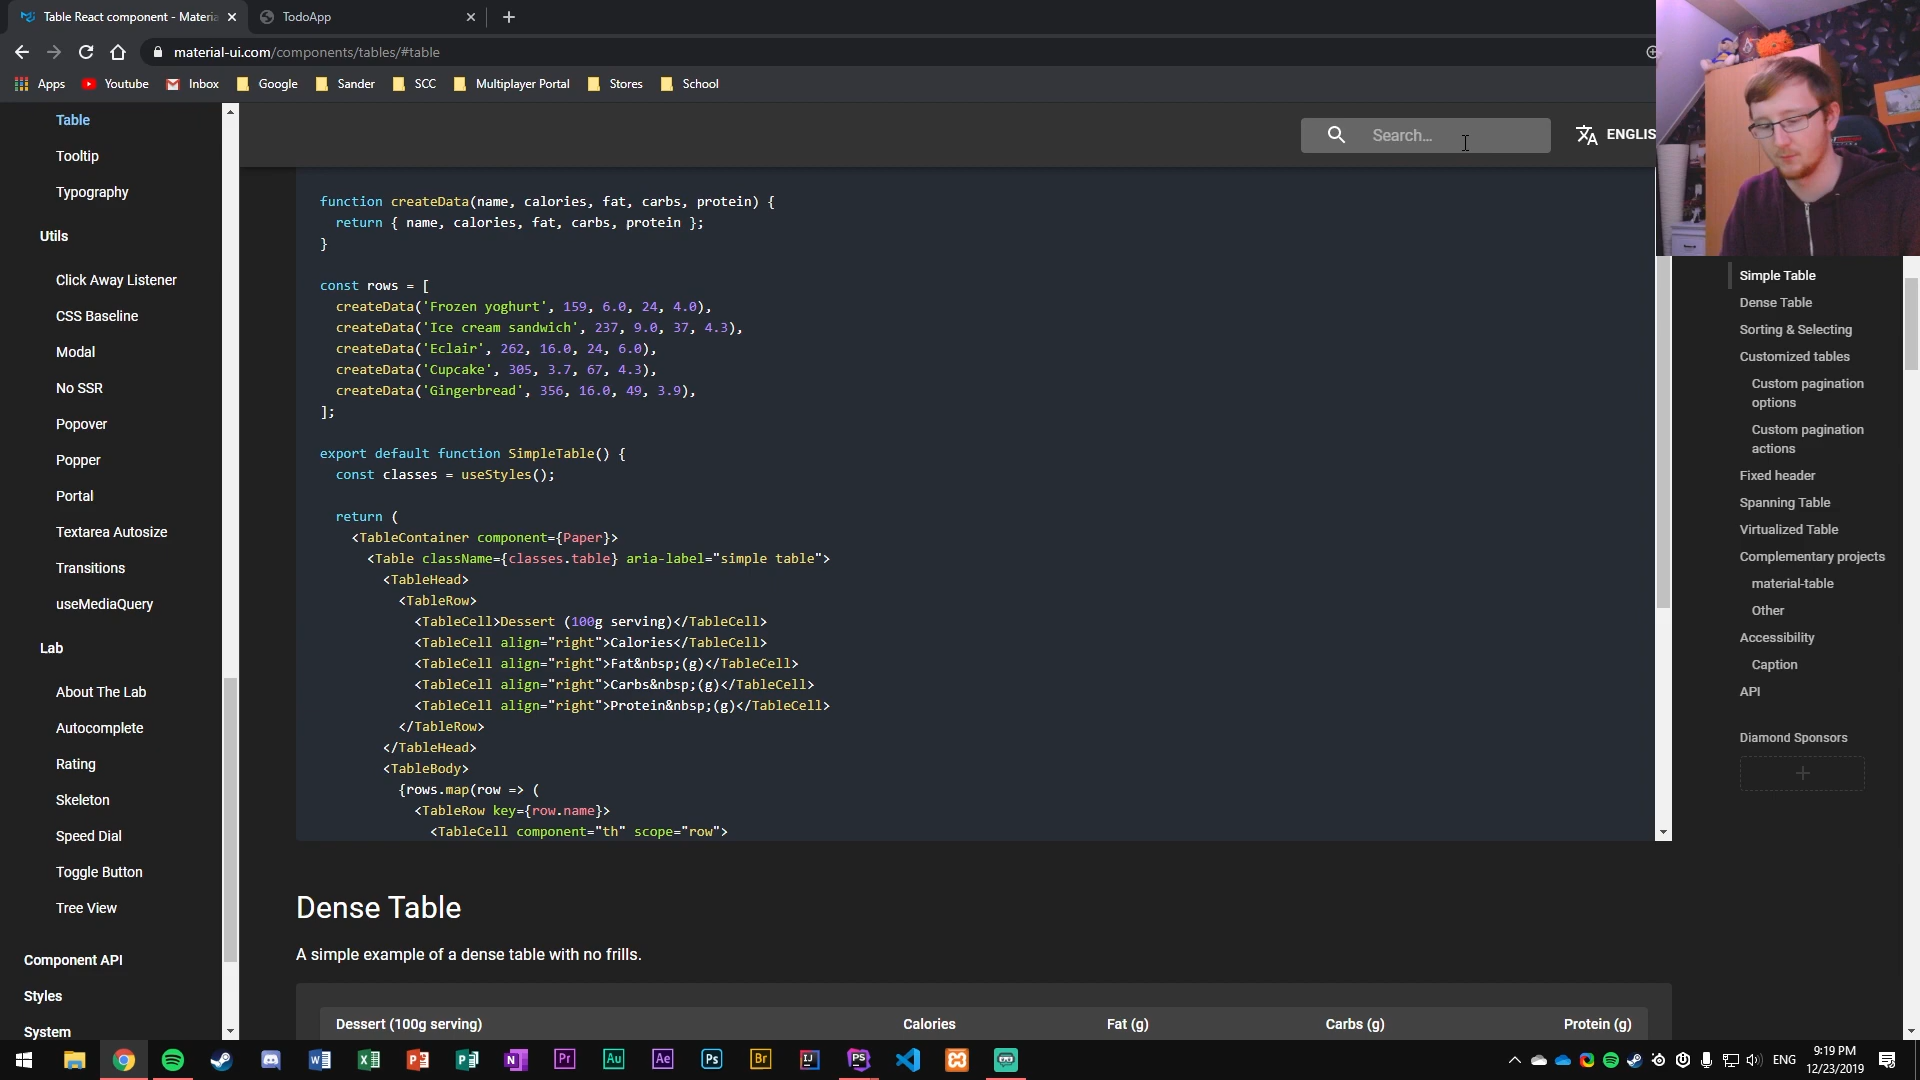 Table React component - Materia
TodoApp
material-ui.com/components/tables/#table
Apps
Youtube
Inbox
Google
Sander
SCC
Multiplayer Portal
Stores
School
Search…
ENGLIS
Table
Tooltip
Typography
Utils
Click Away Listener
CSS Baseline
Modal
No SSR
Popover
Popper
Portal
Textarea Autosize
Transitions
useMediaQuery
Lab
About The Lab
Autocomplete
Rating
Skeleton
Speed Dial
Toggle Button
Tree View
Component API
Styles
System
function createData(name, calories, fat, carbs, protein) {
return { name, calories, fat, carbs, protein };
}
const rows = [
createData('Frozen yoghurt', 159, 6.0, 24, 4.0),
createData('Ice cream sandwich', 237, 9.0, 37, 4.3),
createData('Eclair', 262, 16.0, 24, 6.0),
createData('Cupcake', 305, 3.7, 67, 4.3),
createData('Gingerbread', 356, 16.0, 49, 3.9),
];
export default function SimpleTable() {
const classes = useStyles();
return (
<TableContainer component={Paper}>
<Table className={classes.table} aria-label="simple table">
<TableHead>
<TableRow>
<TableCell>Dessert (100g serving)</TableCell>
<TableCell align="right">Calories</TableCell>
<TableCell align="right">Fat&nbsp;(g)</TableCell>
<TableCell align="right">Carbs&nbsp;(g)</TableCell>
<TableCell align="right">Protein&nbsp;(g)</TableCell>
</TableRow>
</TableHead>
<TableBody>
{rows.map(row => (
<TableRow key={row.name}>
<TableCell component="th" scope="row">
Dense Table
A simple example of a dense table with no frills.
Dessert (100g serving) Calories Fat (g) Carbs (g) Protein (g)
Simple Table
Dense Table
Sorting & Selecting
Customized tables
Custom pagination
options
Custom pagination
actions
Fixed header
Spanning Table
Virtualized Table
Complementary projects
material-table
Other
Accessibility
Caption
API
Diamond Sponsors
Pr
Au
Ae
Ps
Br
IJ
PS
ENG
9:19 PM
12/23/2019